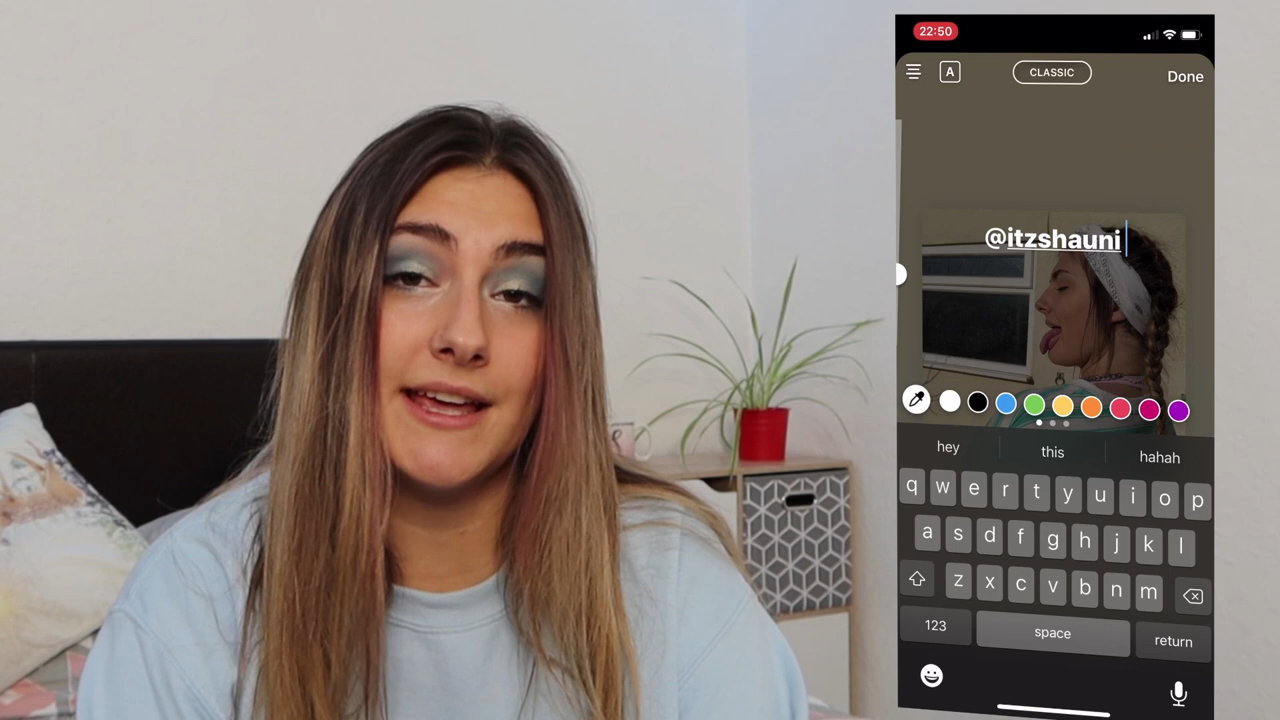 22:50
A
CLASSIC
Done
@itzshauni
hey this hahah
q w e r t y u i o p
a s d f g h j k l
z x c v b n m
123 space return